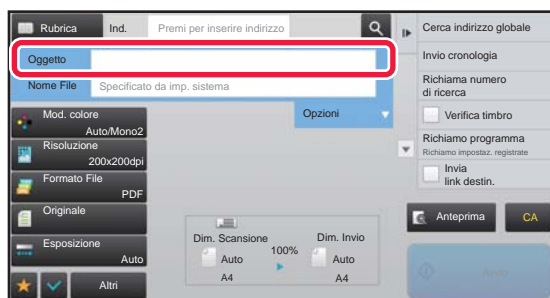 Rubrica
Ind.
Premi per inserire indirizzo
Oggetto
Nome File
Specificato da imp. sistema
Opzioni
Mod. colore
Auto/Mono2
Risoluzione
200x200dpi
Formato File
PDF
Originale
Esposizione
Auto
Altri
Dim. Scansione
Auto
A4
100%
Dim. Invio
Auto
A4
Cerca indirizzo globale
Invio cronologia
Richiama numero
di ricerca
Verifica timbro
Richiamo programma
Richiamo impostaz. registrate
Invia
link destin.
Anteprima
CA
Avvio